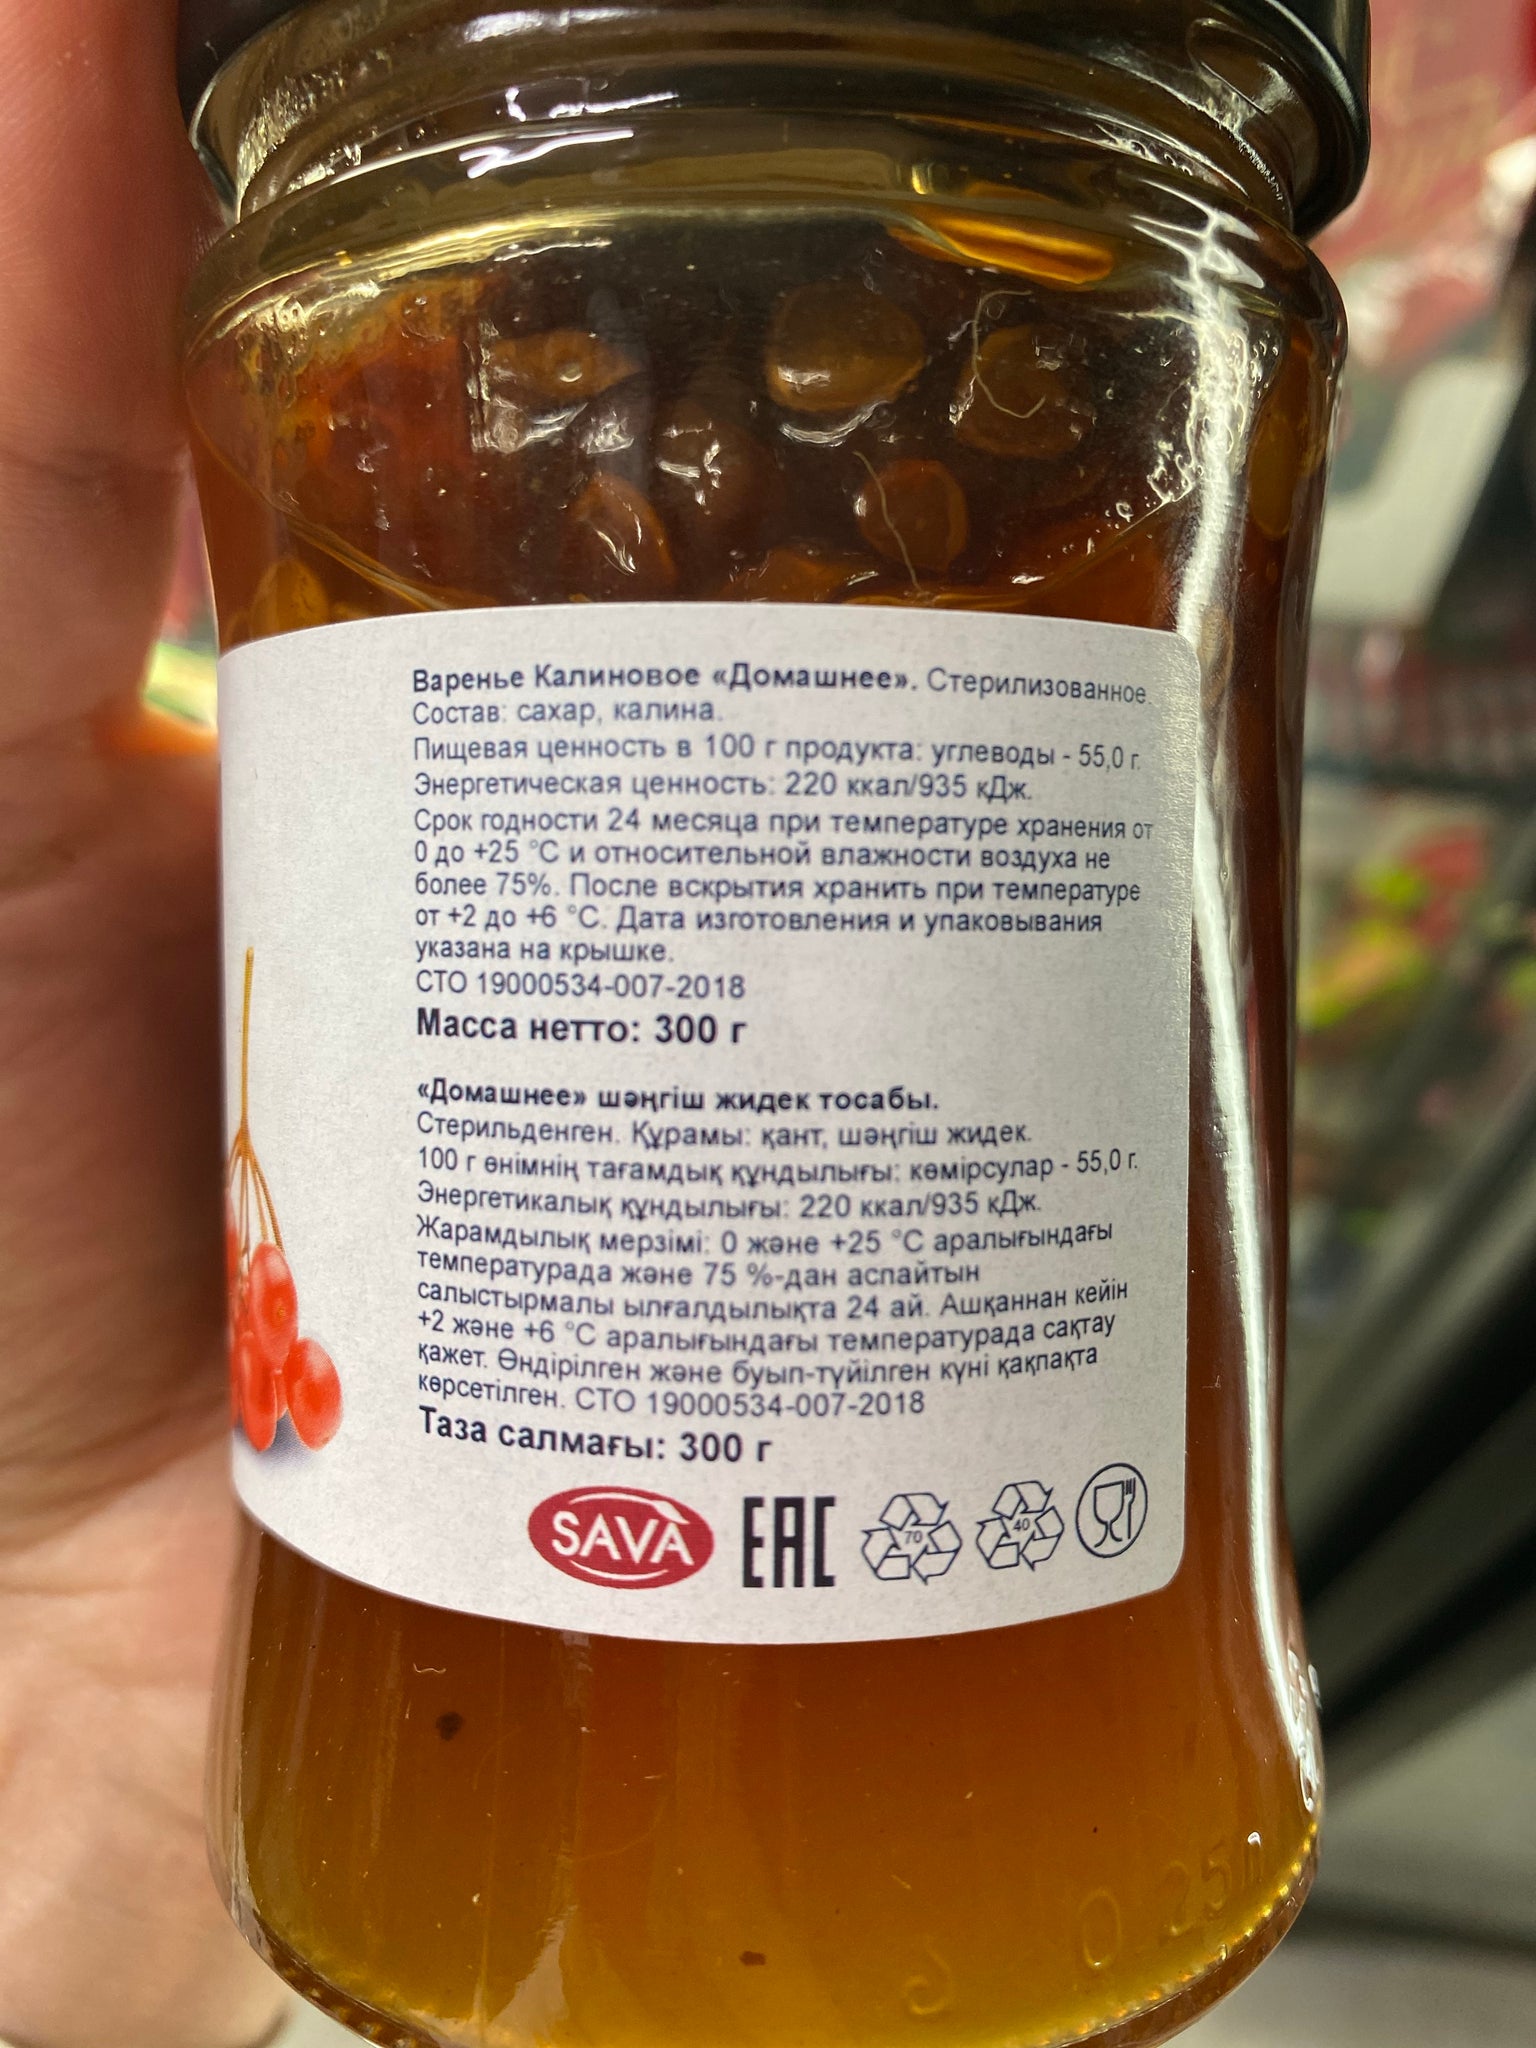 Варенье Калиновое «Домашнее». Стерилизованное.
Состав: сахар, калина.
Пищевая ценность в 100 г продукта: углеводы - 55,0 г.
Энергетическая ценность: 220 ккал/935 кДж.
Срок годности 24 месяца при температуре хранения от
0 до +25 °С и относительной влажности воздуха не
более 75%. После вскрытия хранить при температуре
от +2 до +6 °С. Дата изготовления и упаковывания
указана на крышке.
СТО 19000534-007-2018
Масса нетто: 300 г
«Домашнее» шәңгіш жидек тосабы.
Стерильденген. Құрамы: қант, шәңгіш жидек.
100 г өнімнің тағамдық құндылығы: көмірсулар - 55,0 г.
Энергетикалық құндылығы: 220 ккал/935 кДж.
Жарамдылық мерзімі: 0 және +25 °С аралығындағы
температурада және 75 %-дан аспайтын
салыстырмалы ылғалдылықта 24 ай. Ашқаннан кейін
+2 және +6 °С аралығындағы температурада сақтау
қажет. Өндірілген және буып-түйілген күні қақпақта
көрсетілген. СТО 19000534-007-2018
Таза салмағы: 300 г
SAVA EAC 70 40
0.25л